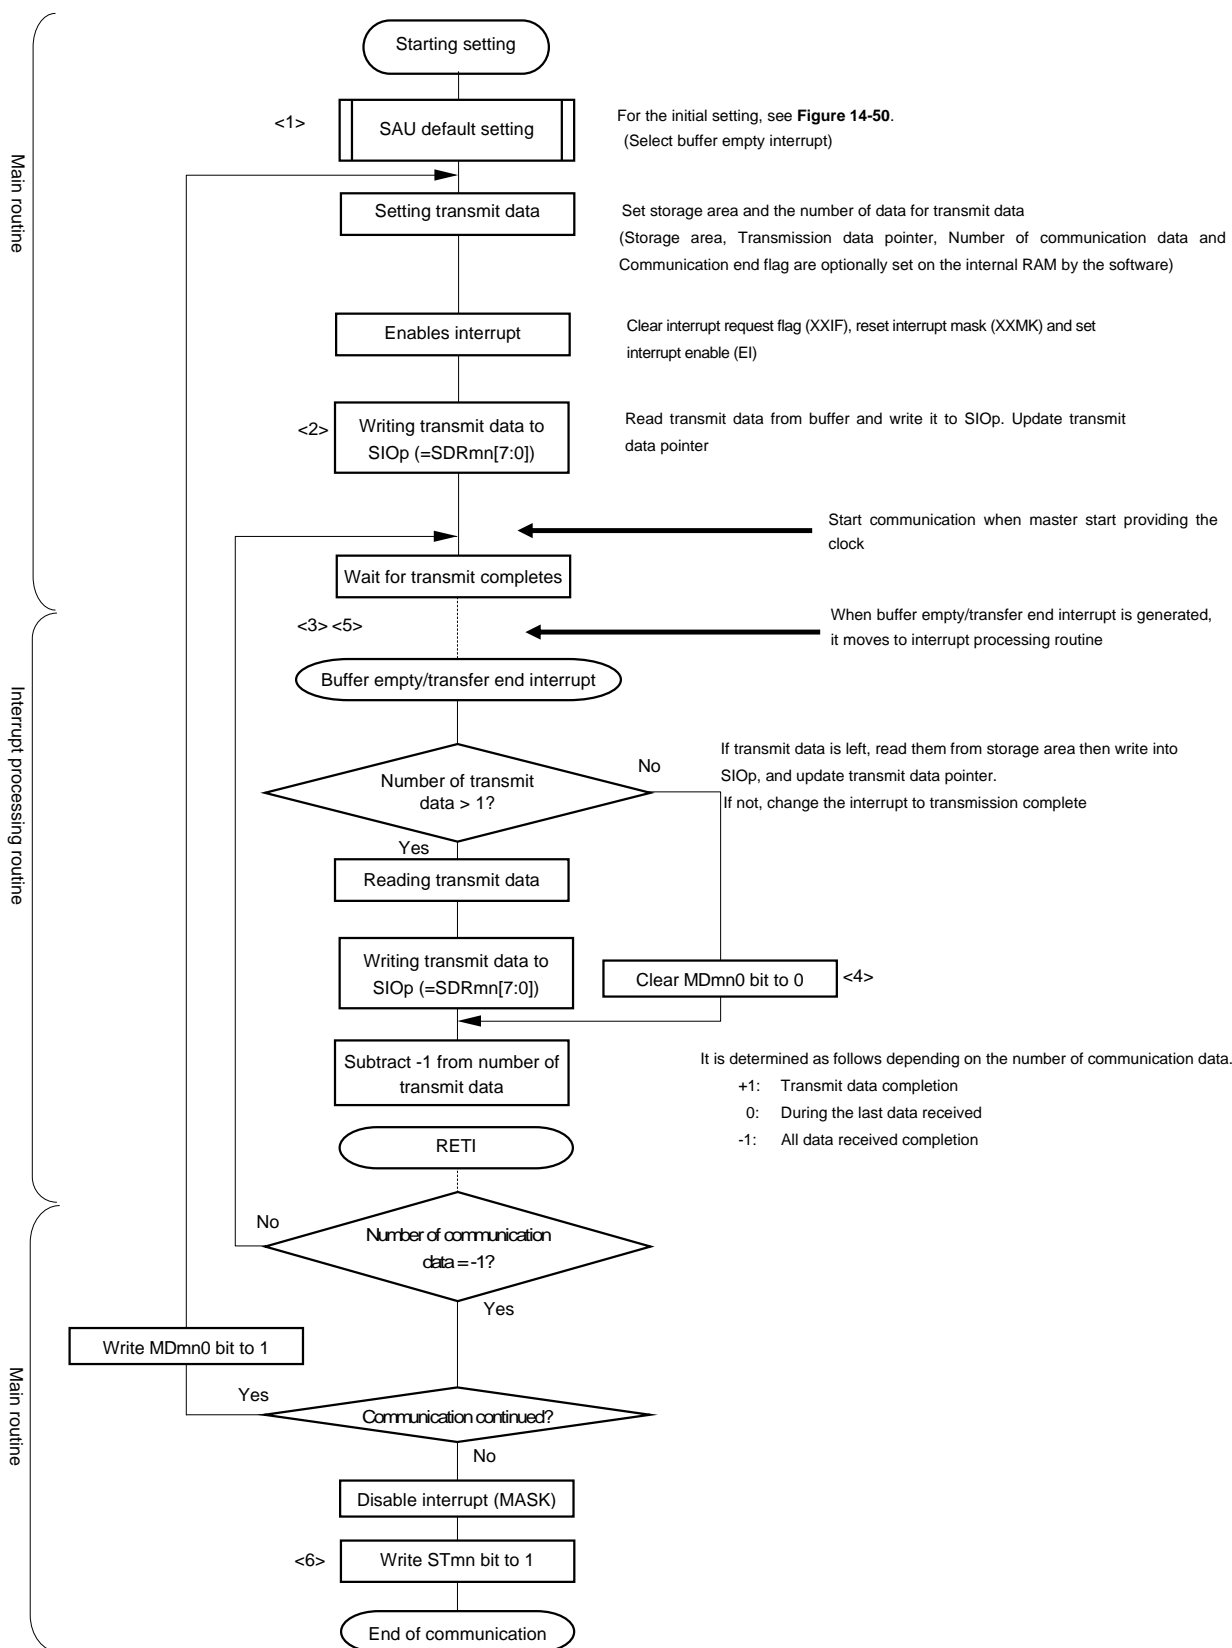 Starting setting
<1>
SAU default setting
For the initial setting, see Figure 14-50.
(Select buffer empty interrupt)
Main routine
Setting transmit data
Set storage area and the number of data for transmit data
(Storage area, Transmission data pointer, Number of communication data and
Communication end flag are optionally set on the internal RAM by the software)
Enables interrupt
Clear interrupt request flag (XXIF), reset interrupt mask (XXMK) and set
interrupt enable (EI)
<2>
Writing transmit data to
SIOp (=SDRmn[7:0])
Read transmit data from buffer and write it to SIOp. Update transmit
data pointer
Start communication when master start providing the
clock
Wait for transmit completes
<3> <5>
When buffer empty/transfer end interrupt is generated,
it moves to interrupt processing routine
Buffer empty/transfer end interrupt
Interrupt processing routine
Number of transmit
data > 1?
No
If transmit data is left, read them from storage area then write into
SIOp, and update transmit data pointer.
If not, change the interrupt to transmission complete
Yes
Reading transmit data
Writing transmit data to
SIOp (=SDRmn[7:0])
Clear MDmn0 bit to 0
<4>
Subtract -1 from number of
transmit data
It is determined as follows depending on the number of communication data.
+1: Transmit data completion
0: During the last data received
-1: All data received completion
RETI
No
Number of communication
data = -1?
Yes
Write MDmn0 bit to 1
Main routine
Yes
Communication continued?
No
Disable interrupt (MASK)
<6>
Write STmn bit to 1
End of communication